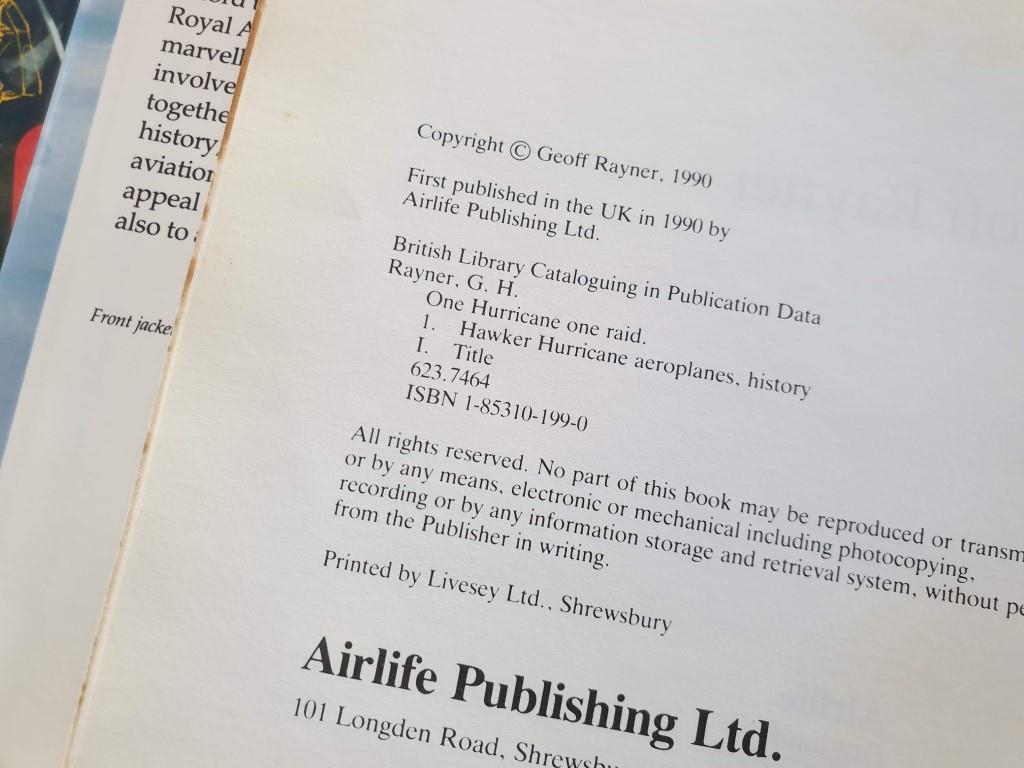 Royal
marvell
involve
togethe
history,
aviation
appeal
also to
Front jacke
Copyright © Geoff Rayner, 1990
First published in the UK in 1990 by
Airlife Publishing Ltd.
British Library Cataloguing in Publication Data
Rayner, G. H.
One Hurricane one raid.
1. Hawker Hurricane aeroplanes, history
I. Title
623.7464
ISBN 1-85310-199-0
All rights reserved. No part of this book may be reproduced or transm
or by any means, electronic or mechanical including photocopying,
recording or by any information storage and retrieval system, without pe
from the Publisher in writing.
Printed by Livesey Ltd., Shrewsbury
Airlife Publishing Ltd.
101 Longden Road, Shrewsbu